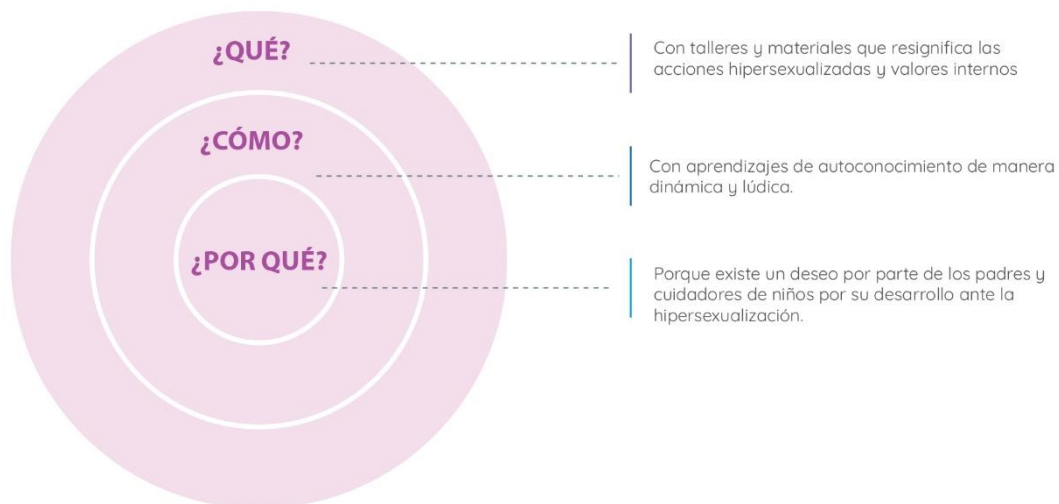 ¿QUÉ?
Con talleres y materiales que resignifica las
acciones hipersexualizadas y valores internos
¿CÓMO?
Con aprendizajes de autoconocimiento de manera
dinámica y lúdica.
¿POR QUÉ?
Porque existe un deseo por parte de los padres y
cuidadores de niños por su desarrollo ante la
hipersexualización.